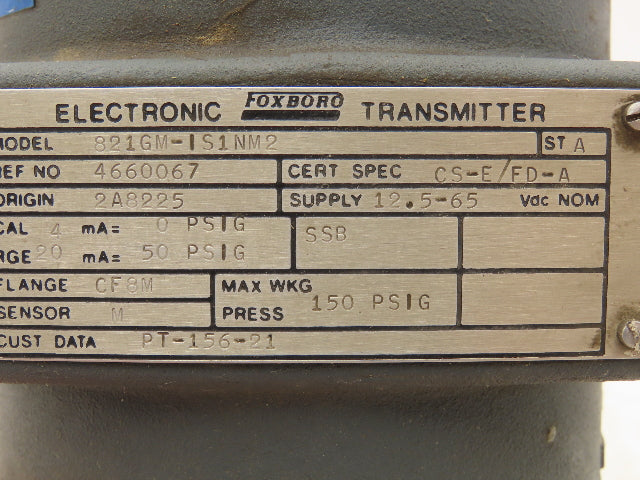 ELECTRONIC FOXBORO TRANSMITTER
MODEL 821GM-IS1NM2 ST A
REF NO 4660067 CERT SPEC CS-E/FD-A
ORIGIN 2A8225 SUPPLY 12.5-65 Vdc NOM
CAL 4 mA= 0 PSIG SSB
RGE 20 mA= 50 PSIG
FLANGE CF8M MAX WKG
SENSOR M PRESS 150 PSIG
CUST DATA PT-156-21